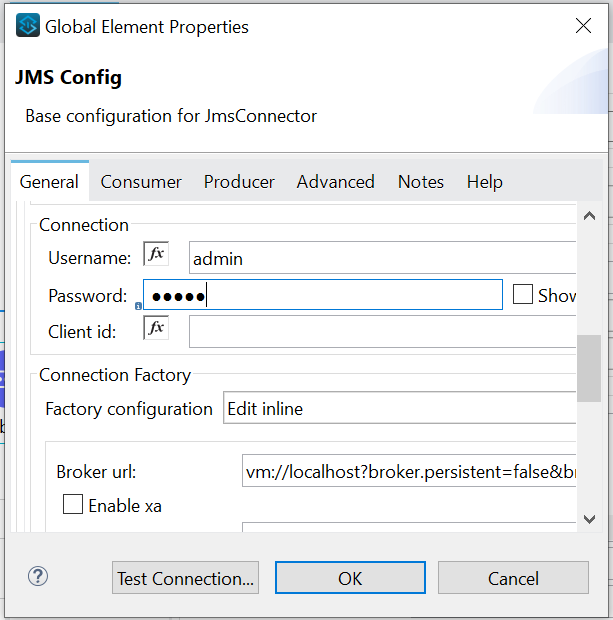 Global Element Properties
JMS Config
Base configuration for JmsConnector
General Consumer Producer Advanced Notes Help
Connection
Username: fx admin
Password: ●●●●● Show
Client id: fx
Connection Factory
Factory configuration Edit inline
Broker url: vm://localhost?broker.persistent=false&br
Enable xa
Test Connection... OK Cancel